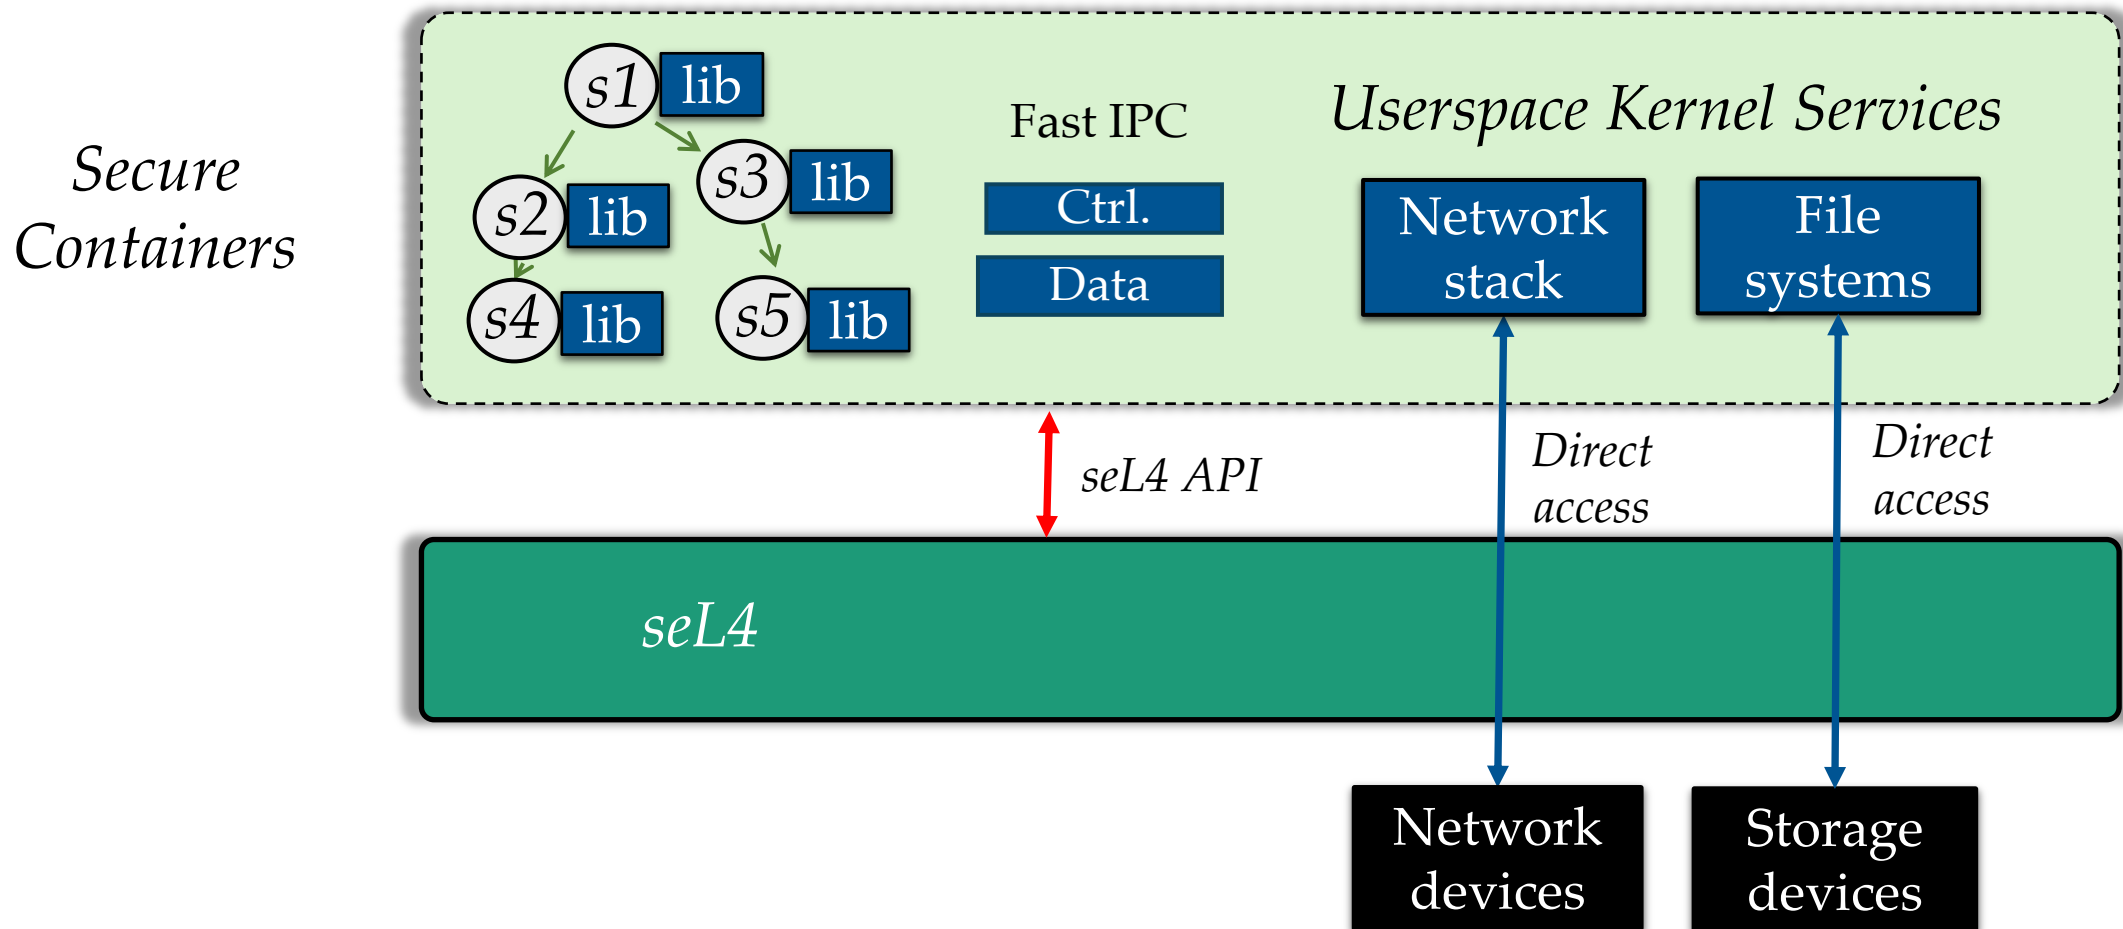 Secure
Containers
s1
lib
s2
lib
s3
lib
s4
lib
s5
lib
Fast IPC
Ctrl.
Data
Userspace Kernel Services
Network
stack
File
systems
seL4 API
Direct
access
Direct
access
seL4
Network
devices
Storage
devices